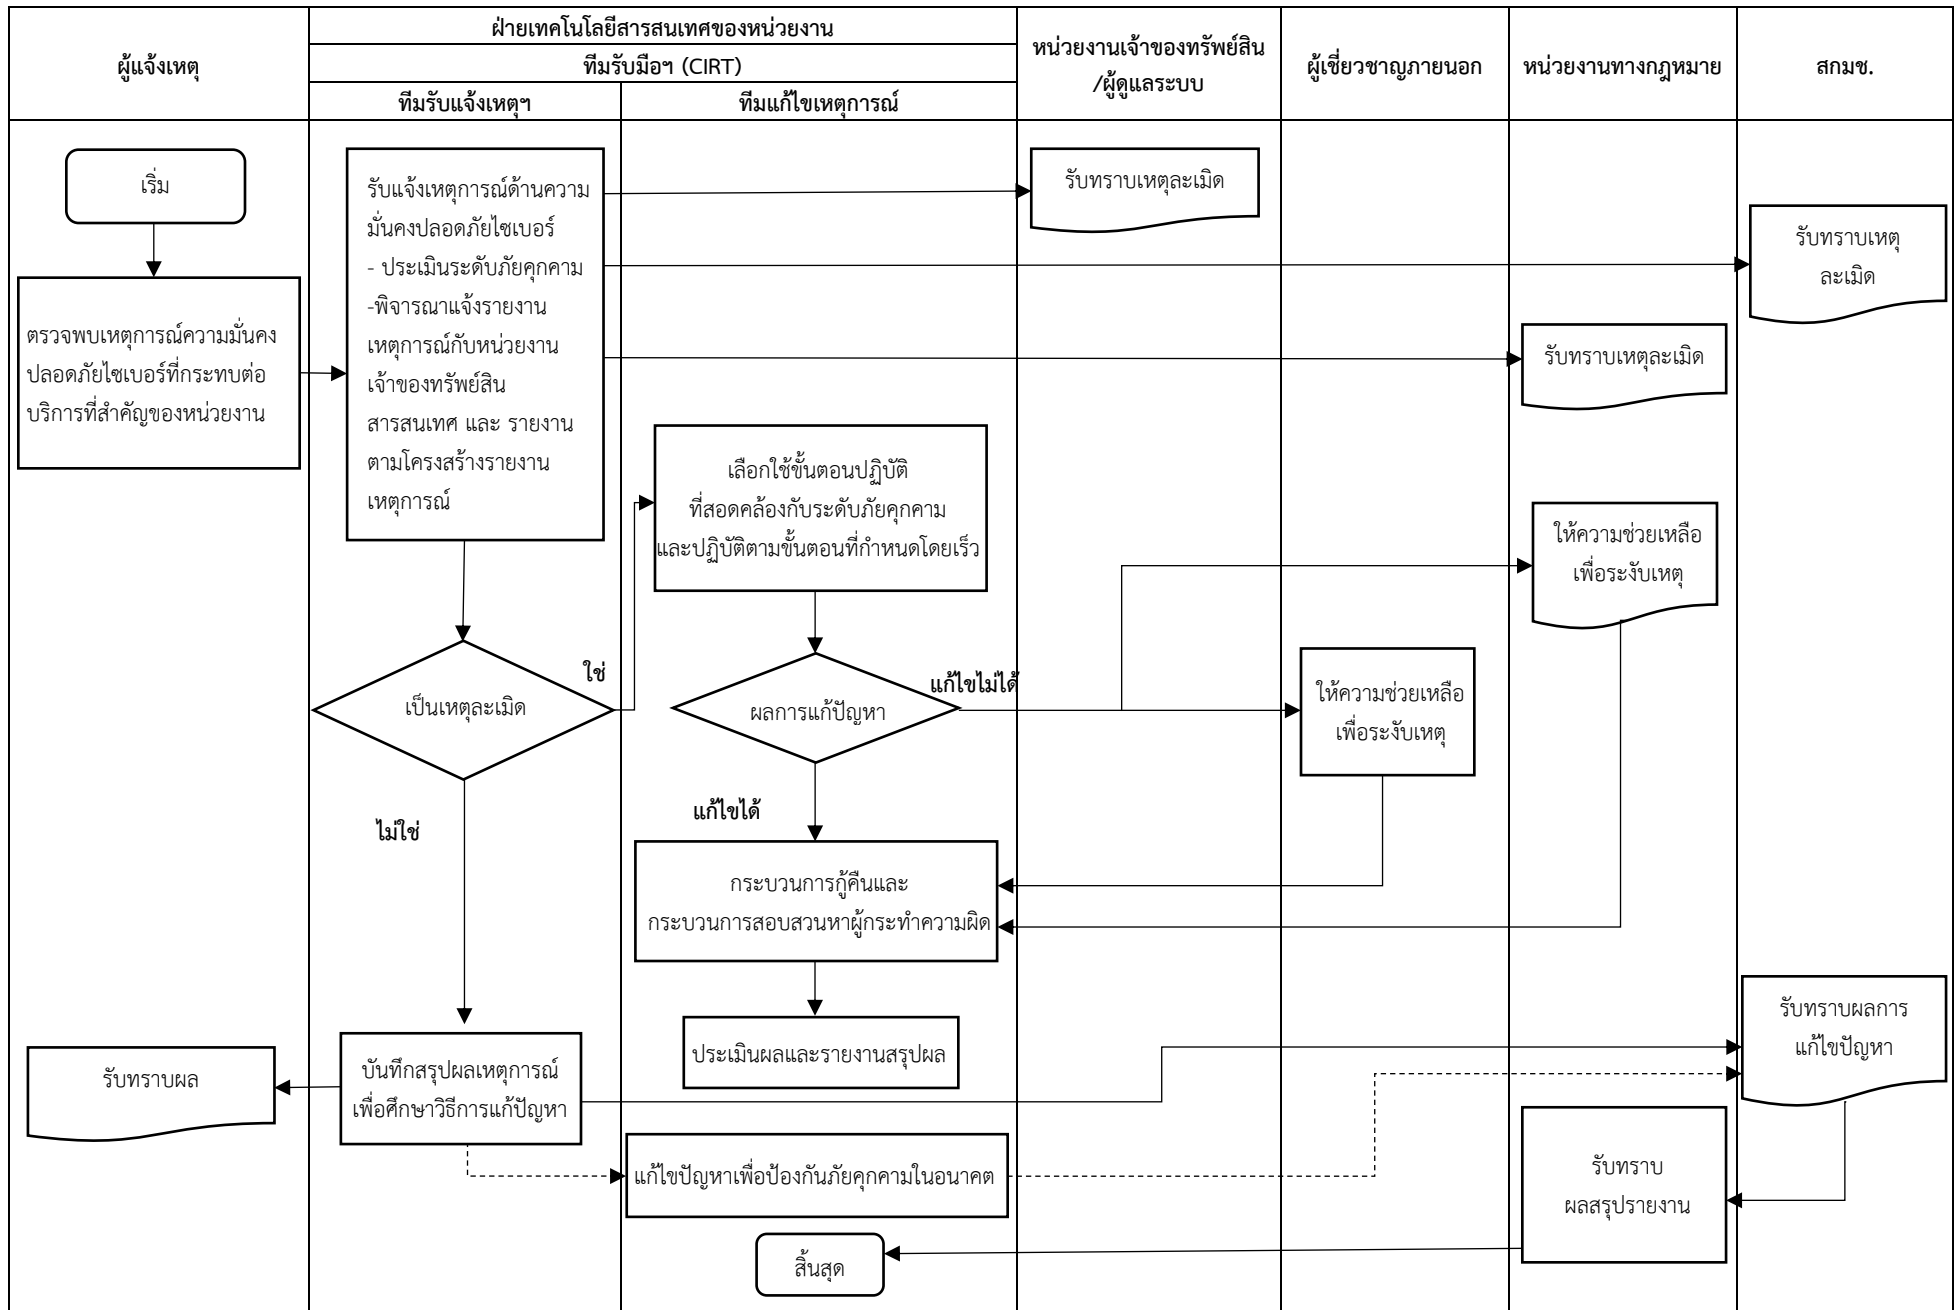 ผู้แจ้งเหตุ
ฝ่ายเทคโนโลยีสารสนเทศของหน่วยงาน
ทีมรับมือฯ (CIRT)
ทีมรับแจ้งเหตุฯ
ทีมแก้ไขเหตุการณ์
หน่วยงานเจ้าของทรัพย์สิน
/ผู้ดูแลระบบ
ผู้เชี่ยวชาญภายนอก
หน่วยงานทางกฎหมาย
สกมช.
เริ่ม
ตรวจพบเหตุการณ์ความมั่นคง
ปลอดภัยไซเบอร์ที่กระทบต่อ
บริการที่สำคัญของหน่วยงาน
รับแจ้งเหตุการณ์ด้านความ
มั่นคงปลอดภัยไซเบอร์
- ประเมินระดับภัยคุกคาม
-พิจารณาแจ้งรายงาน
เหตุการณ์กับหน่วยงาน
เจ้าของทรัพย์สิน
สารสนเทศ และ รายงาน
ตามโครงสร้างรายงาน
เหตุการณ์
รับทราบเหตุละเมิด
รับทราบเหตุ
ละเมิด
รับทราบเหตุละเมิด
เลือกใช้ขั้นตอนปฏิบัติ
ที่สอดคล้องกับระดับภัยคุกคาม
และปฏิบัติตามขั้นตอนที่กำหนดโดยเร็ว
ให้ความช่วยเหลือ
เพื่อระงับเหตุ
เป็นเหตุละเมิด
ใช่
ผลการแก้ปัญหา
แก้ไขไม่ได้
ให้ความช่วยเหลือ
เพื่อระงับเหตุ
ไม่ใช่
แก้ไขได้
กระบวนการกู้คืนและ
กระบวนการสอบสวนหาผู้กระทำความผิด
ประเมินผลและรายงานสรุปผล
รับทราบผลการ
แก้ไขปัญหา
รับทราบผล
บันทึกสรุปผลเหตุการณ์
เพื่อศึกษาวิธีการแก้ปัญหา
แก้ไขปัญหาเพื่อป้องกันภัยคุกคามในอนาคต
รับทราบ
ผลสรุปรายงาน
สิ้นสุด